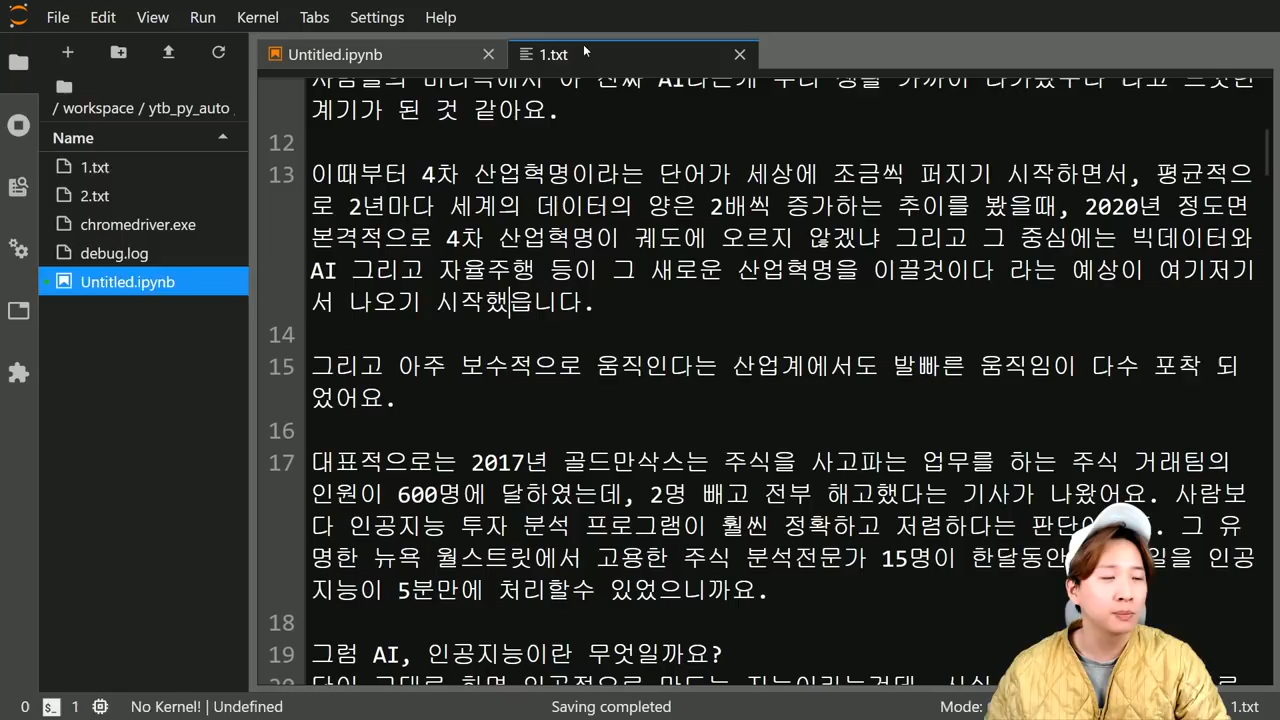 File Edit View Run Kernel Tabs Settings Help
Untitled.ipynb
1.txt
/ workspace / ytb_py_auto
Name
1.txt
2.txt
chromedriver.exe
debug.log
Untitled.ipynb
계기가 된 것 같아요.
12
13 이때부터 4차 산업혁명이라는 단어가 세상에 조금씩 퍼지기 시작하면서, 평균적으
로 2년마다 세계의 데이터의 양은 2배씩 증가하는 추이를 봤을때, 2020년 정도면
본격적으로 4차 산업혁명이 궤도에 오르지 않겠냐 그리고 그 중심에는 빅데이터와
AI 그리고 자율주행 등이 그 새로운 산업혁명을 이끌것이다 라는 예상이 여기저기
서 나오기 시작했습니다.
14
15 그리고 아주 보수적으로 움직인다는 산업계에서도 발빠른 움직임이 다수 포착 되
었어요.
16
17 대표적으로는 2017년 골드만삭스는 주식을 사고파는 업무를 하는 주식 거래팀의
인원이 600명에 달하였는데, 2명 빼고 전부 해고했다는 기사가 나왔어요. 사람보
다 인공지능 투자 분석 프로그램이 훨씬 정확하고 저렴하다는 그 유
명한 뉴욕 월스트릿에서 고용한 주식 분석전문가 15명이 한달동안 일을 인공
지능이 5분만에 처리할수 있었으니까요.
18
19 그럼 AI, 인공지능이란 무엇일까요?
0 1 No Kernel! | Undefined Saving completed Mode: 1.txt